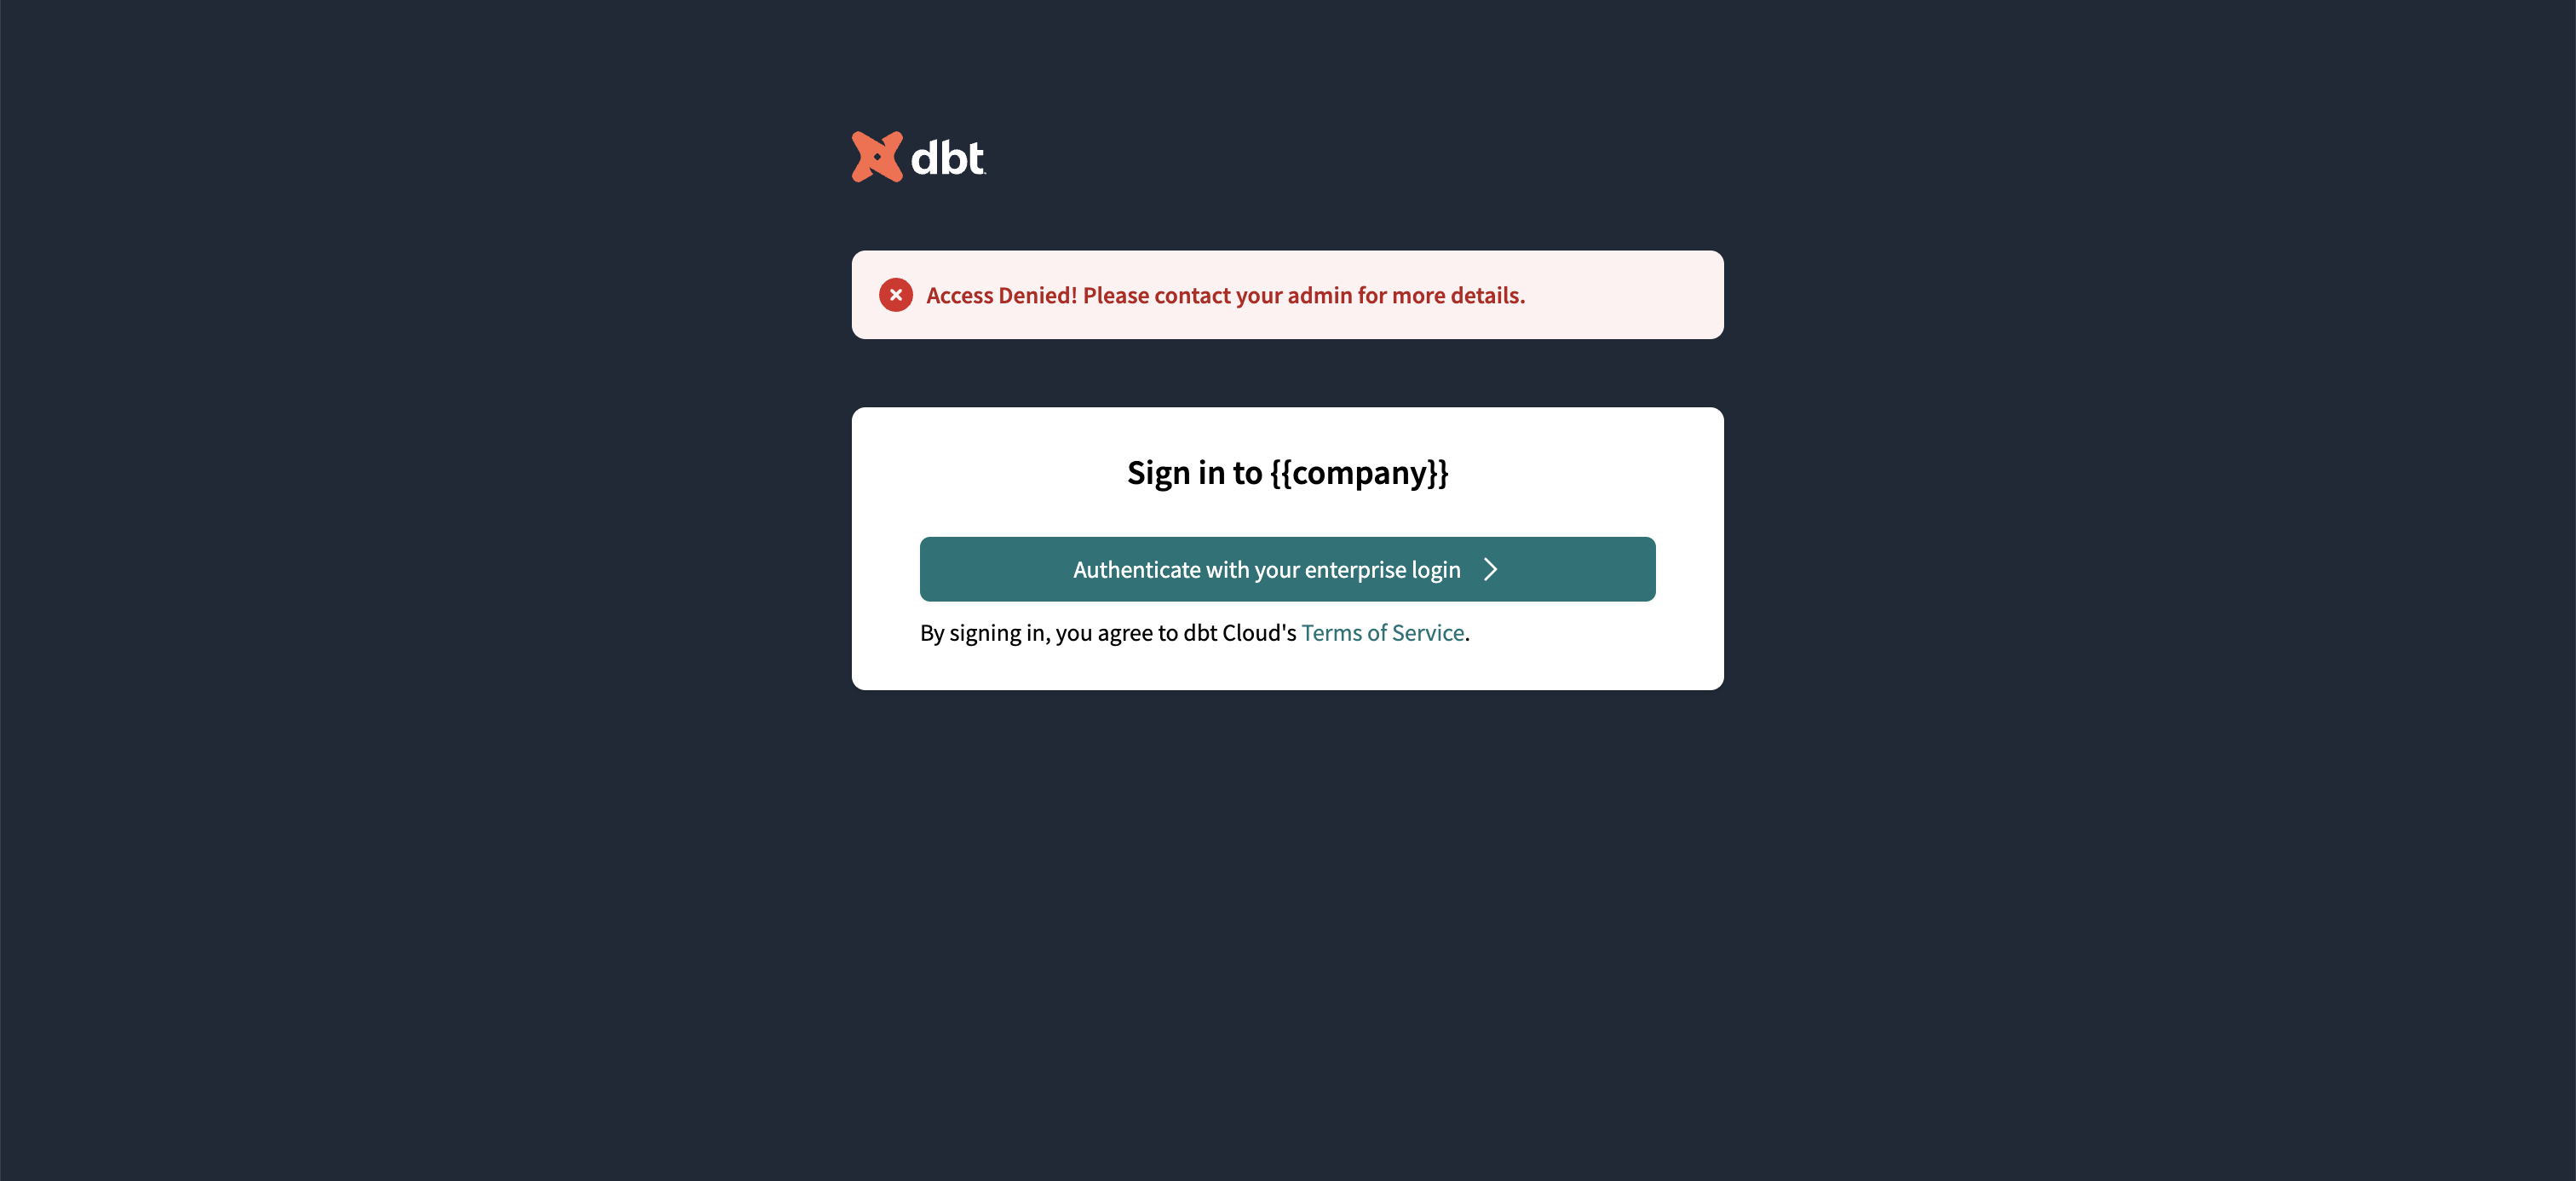 dbt
Access Denied! Please contact your admin for more details.
Sign in to {{company}}
Authenticate with your enterprise login
By signing in, you agree to dbt Cloud's Terms of Service.